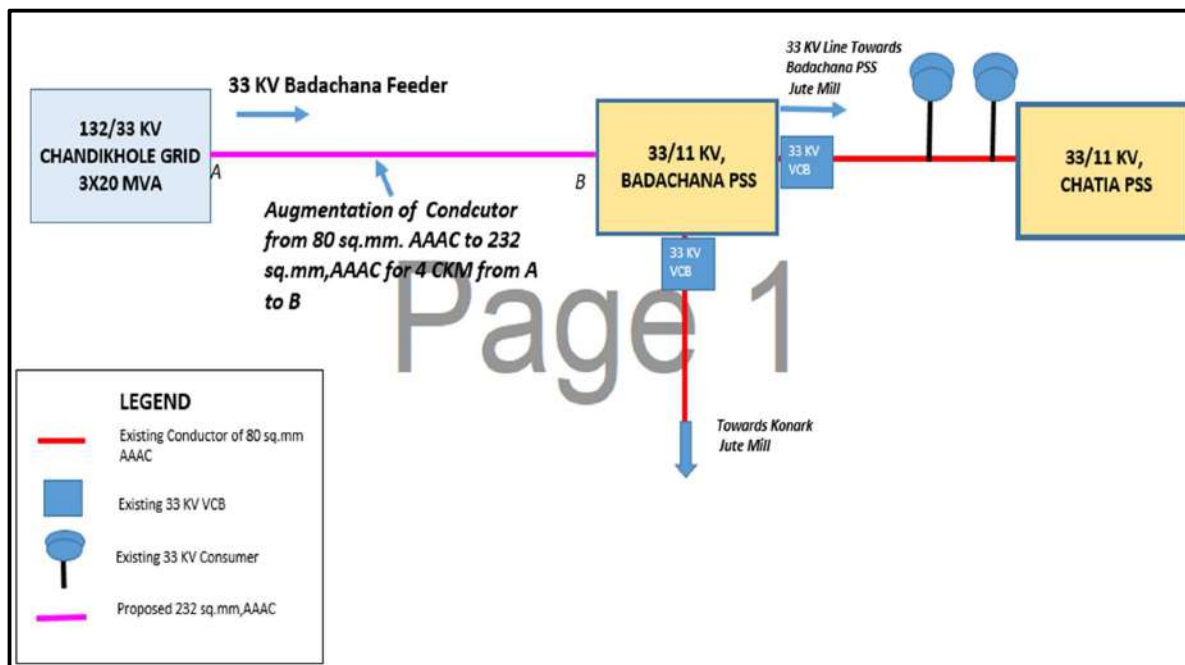 33 KV Badachana Feeder
132/33 KV
CHANDIKHOLE GRID
3X20 MVA
A
B
Augmentation of Condcutor
from 80 sq.mm. AAAC to 232
sq.mm,AAAC for 4 CKM from A
to B
33/11 KV,
BADACHANA PSS
33 KV Line Towards
Badachana PSS
Jute Mill
33 KV
VCB
33/11 KV,
CHATIA PSS
33 KV
VCB
Page 1
Towards Konark
Jute Mill
LEGEND
Existing Conductor of 80 sq.mm
AAAC
Existing 33 KV VCB
Existing 33 KV Consumer
Proposed 232 sq.mm,AAAC